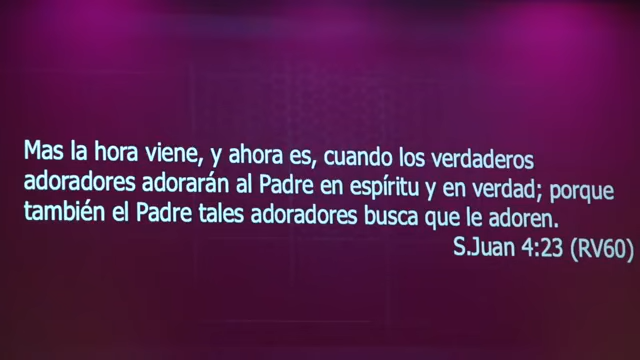 Mas la hora viene, y ahora es, cuando los verdaderos
adoradores adorarán al Padre en espíritu y en verdad; porque
también el Padre tales adoradores busca que le adoren.
S.Juan 4:23 (RV60)